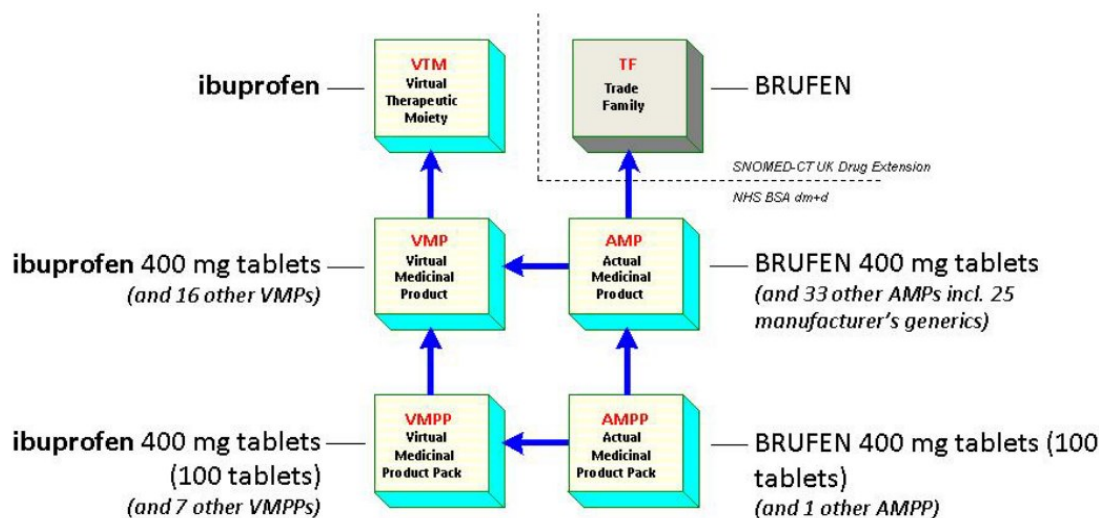 ibuprofen
VTM
Virtual
Therapeutic
Moiety
TF
Trade
Family
BRUFEN
SNOMED-CT UK Drug Extension
NHS BSA dm+d
ibuprofen 400 mg tablets
(and 16 other VMPs)
VMP
Virtual
Medicinal
Product
AMP
Actual
Medicinal
Product
BRUFEN 400 mg tablets
(and 33 other AMPs incl. 25
manufacturer's generics)
ibuprofen 400 mg tablets
(100 tablets)
(and 7 other VMPPs)
VMPP
Virtual
Medicinal
Product Pack
AMPP
Actual
Medicinal
Product Pack
BRUFEN 400 mg tablets (100
tablets)
(and 1 other AMPP)